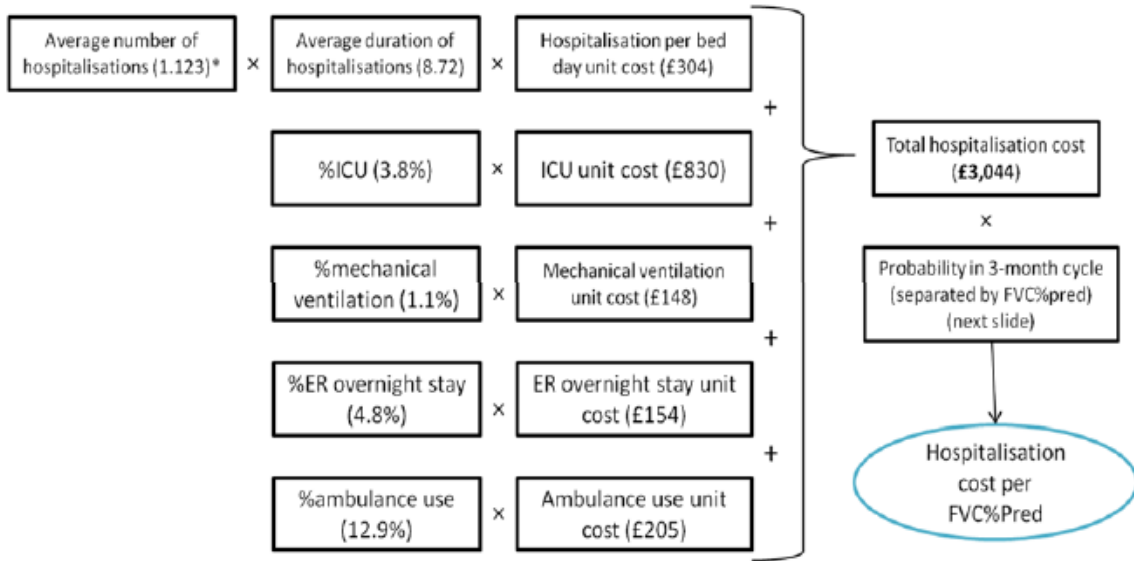 Average number of
hospitalisations (1.123)*
×
Average duration of
hospitalisations (8.72)
×
Hospitalisation per bed
day unit cost (£304)
+
%ICU (3.8%)
×
ICU unit cost (£830)
+
%mechanical
ventilation (1.1%)
×
Mechanical ventilation
unit cost (£148)
+
%ER overnight stay
(4.8%)
×
ER overnight stay unit
cost (£154)
+
%ambulance use
(12.9%)
×
Ambulance use unit
cost (£205)
Total hospitalisation cost
(£3,044)
×
Probability in 3-month cycle
(separated by FVC%pred)
(next slide)
Hospitalisation
cost per
FVC%Pred